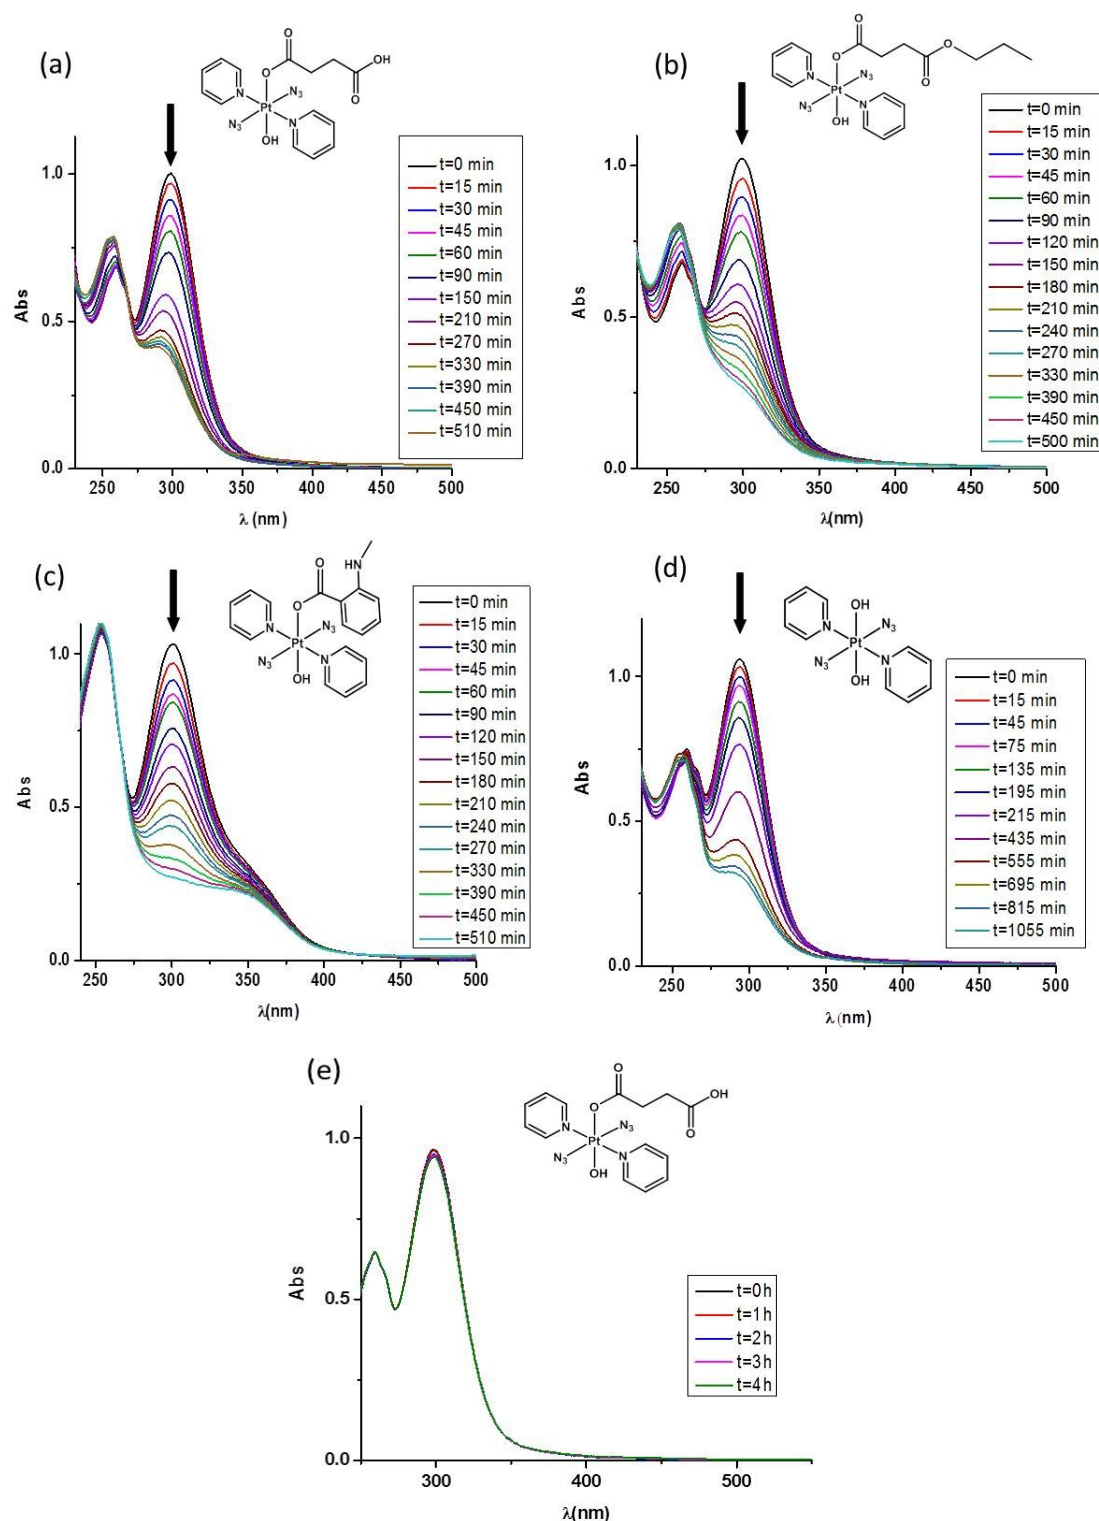 (a)
O
OH
O
O
N
N₃
Pt
N₃
N
OH
Abs
1.0
0.5
0.0
250
300
350
400
450
500
λ (nm)
t=0 min
t=15 min
t=30 min
t=45 min
t=60 min
t=90 min
t=150 min
t=210 min
t=270 min
t=330 min
t=390 min
t=450 min
t=510 min
(b)
O
O
O
O
N
N₃
Pt
N₃
N
OH
Abs
1.0
0.5
0.0
250
300
350
400
450
500
λ(nm)
t=0 min
t=15 min
t=30 min
t=45 min
t=60 min
t=90 min
t=120 min
t=150 min
t=180 min
t=210 min
t=240 min
t=270 min
t=330 min
t=390 min
t=450 min
t=500 min
(c)
O
HN
O
N
N₃
Pt
N₃
N
OH
Abs
1.0
0.5
0.0
250
300
350
400
450
500
λ(nm)
t=0 min
t=15 min
t=30 min
t=45 min
t=60 min
t=90 min
t=120 min
t=150 min
t=180 min
t=210 min
t=240 min
t=270 min
t=330 min
t=390 min
t=450 min
t=510 min
(d)
OH
N
N₃
Pt
N₃
N
OH
Abs
1.0
0.5
0.0
250
300
350
400
450
500
λ (nm)
t=0 min
t=15 min
t=45 min
t=75 min
t=135 min
t=195 min
t=215 min
t=435 min
t=555 min
t=695 min
t=815 min
t=1055 min
(e)
O
OH
O
O
N
N₃
Pt
N₃
N
OH
Abs
1.0
0.5
0.0
300
400
500
λ(nm)
t=0h
t=1h
t=2h
t=3h
t=4h